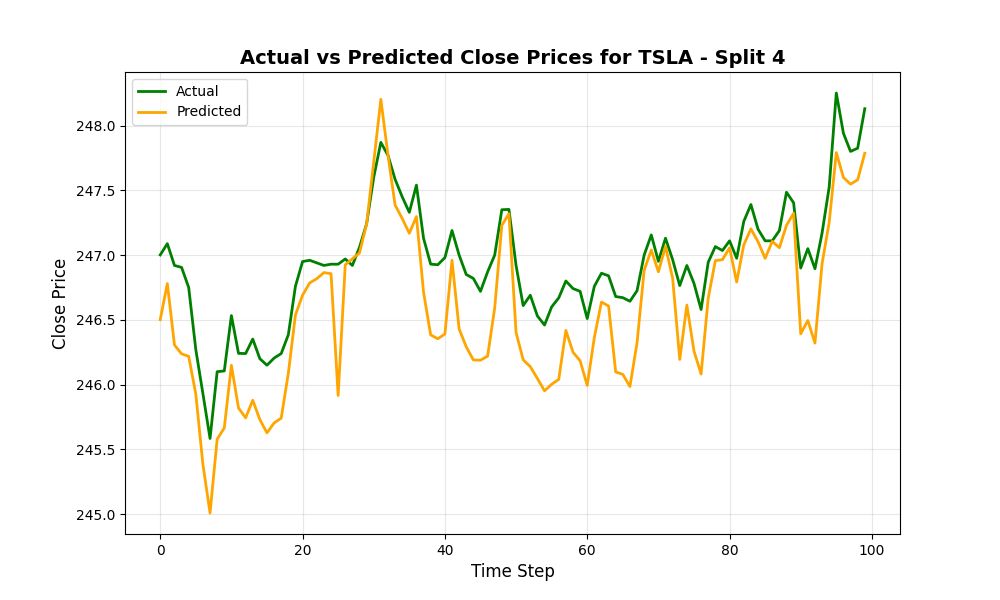 Actual vs Predicted Close Prices for TSLA - Split 4
Actual
Predicted
Close Price
248.0
247.5
247.0
246.5
246.0
245.5
245.0
0 20 40 60 80 100
Time Step